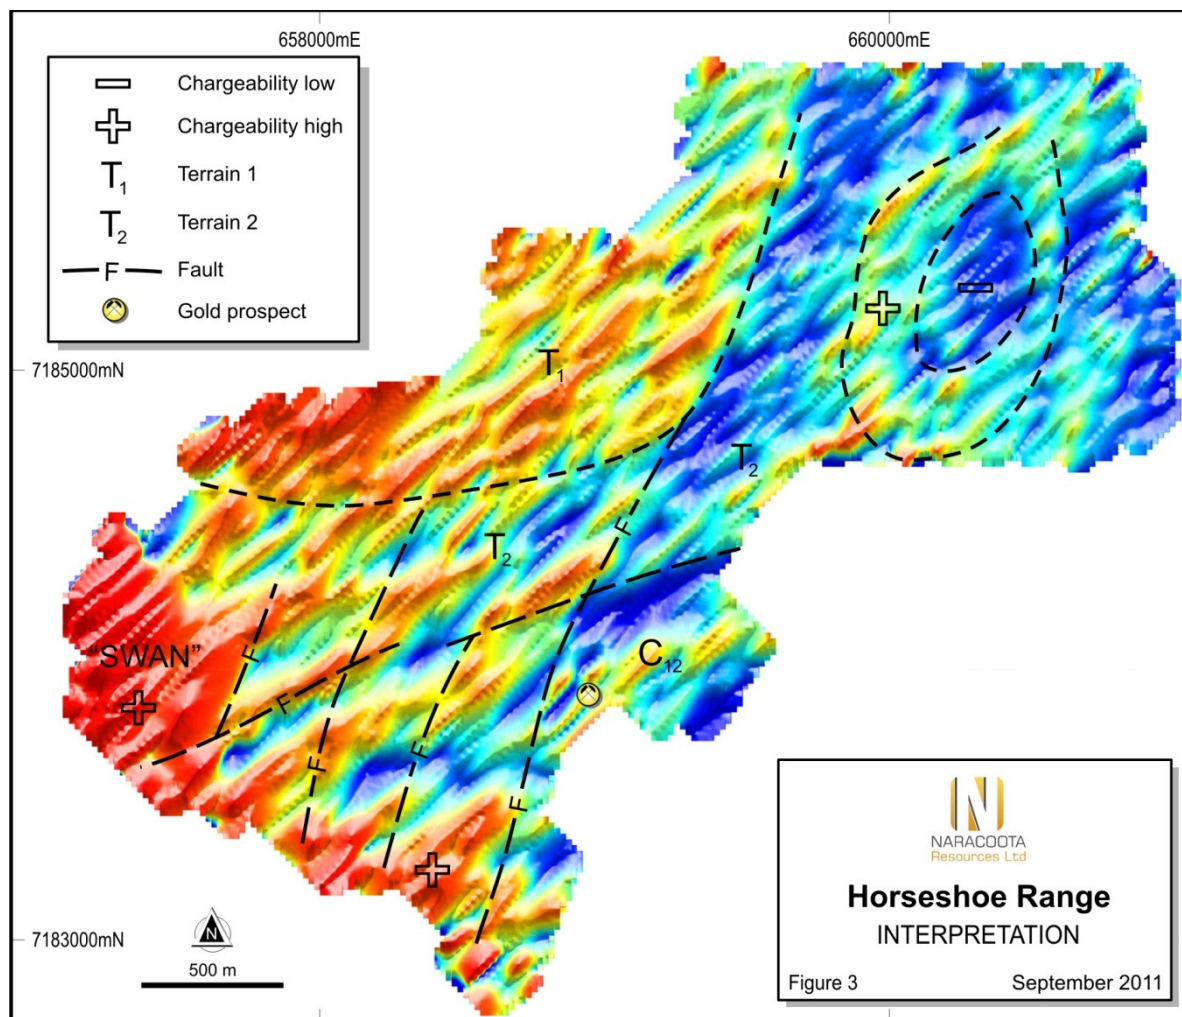 658000mE
660000mE
Chargeability low
Chargeability high
T1 Terrain 1
T2 Terrain 2
F Fault
Gold prospect
7185000mN
T1
T2
T2
F
"SWAN"
C12
F
F
F
F
F
7183000mN
N
500 m
N
NARACOOTA
Resources Ltd
Horseshoe Range
INTERPRETATION
Figure 3
September 2011